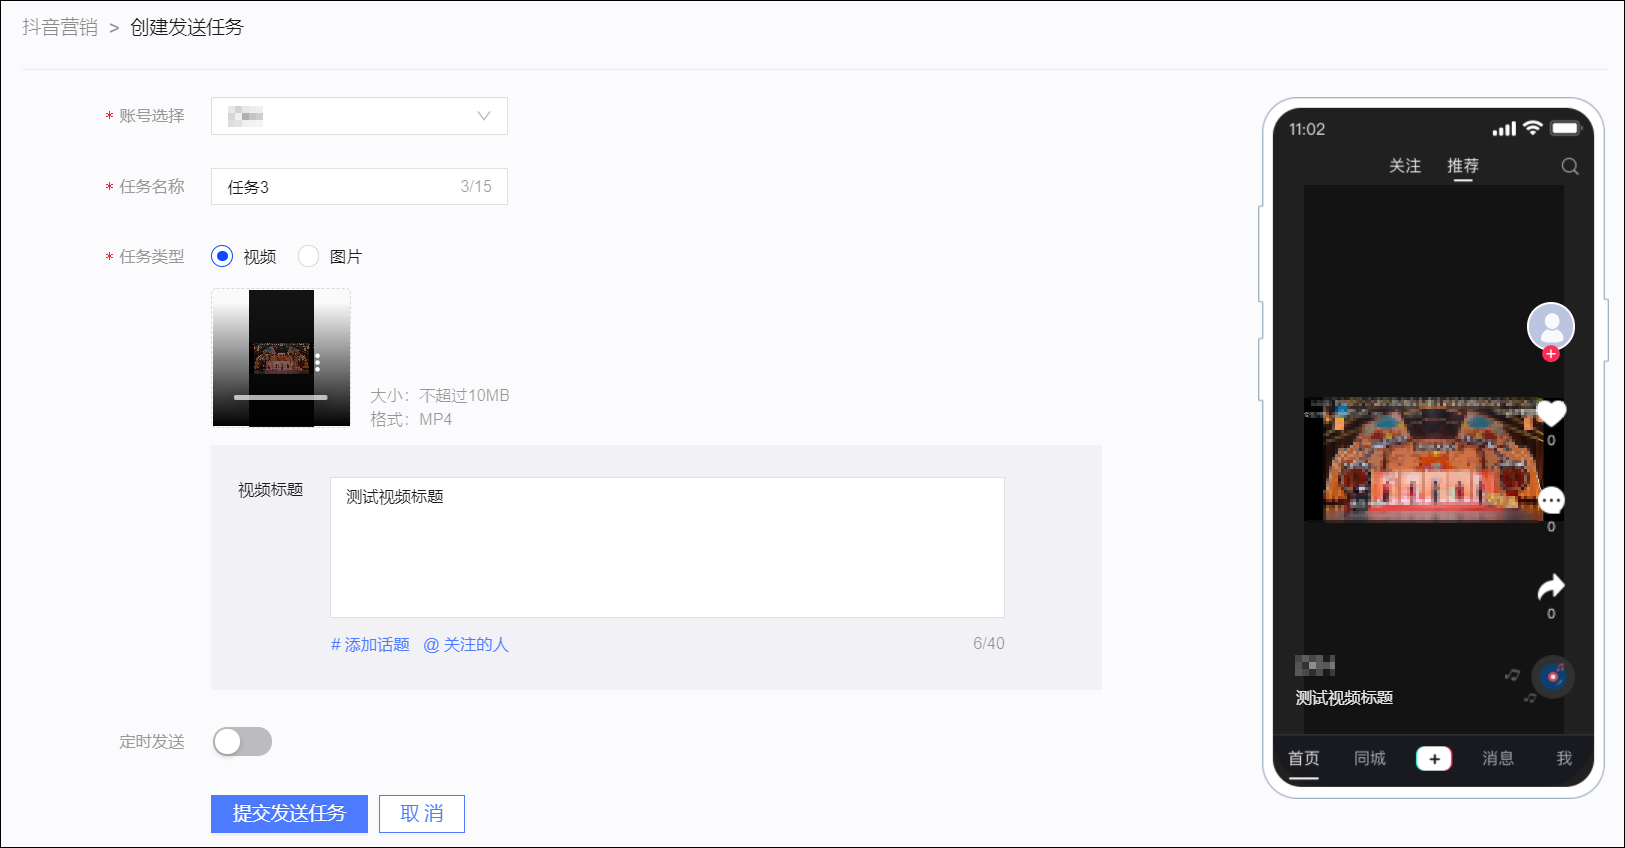 抖音营销 > 创建发送任务
* 账号选择
* 任务名称 任务3 3/15
* 任务类型 视频 图片
大小：不超过10MB
格式：MP4
视频标题 测试视频标题
# 添加话题 @ 关注的人 6/40
定时发送
提交发送任务 取 消
11:02
关注 推荐
0
0
0
测试视频标题
首页 同城 + 消息 我